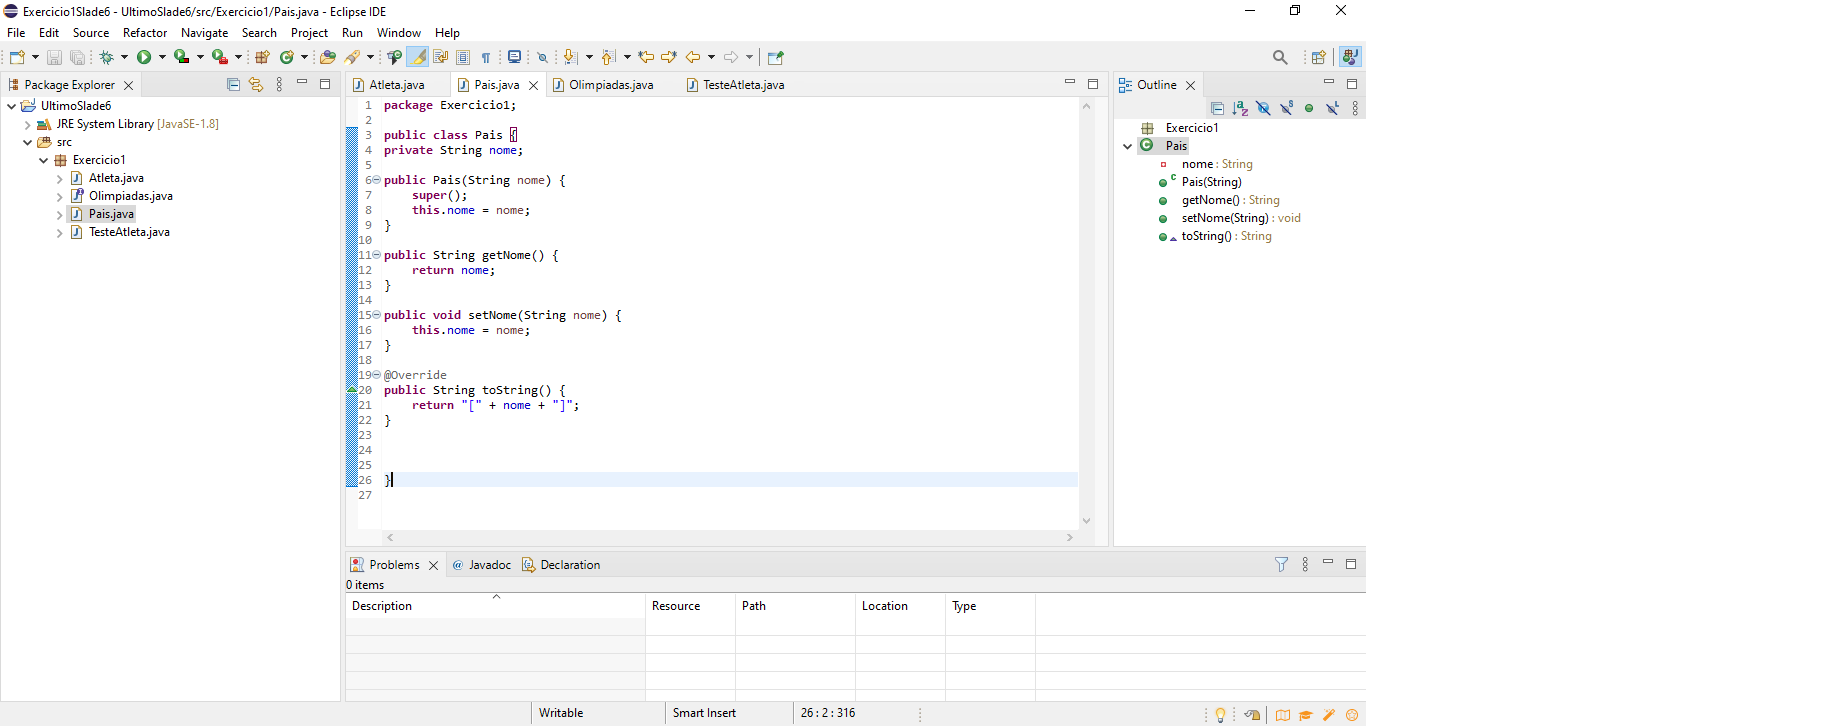 Exercicio1Slade6 - UltimoSlade6/src/Exercicio1/Pais.java - Eclipse IDE
File Edit Source Refactor Navigate Search Project Run Window Help
Package Explorer
UltimoSlade6
JRE System Library [JavaSE-1.8]
src
Exercicio1
Atleta.java
Olimpiadas.java
Pais.java
TesteAtleta.java
Atleta.java Pais.java Olimpiadas.java TesteAtleta.java
1 package Exercicio1;
2
3 public class Pais {
4 private String nome;
5
6 public Pais(String nome) {
7 super();
8 this.nome = nome;
9 }
10
11 public String getNome() {
12 return nome;
13 }
14
15 public void setNome(String nome) {
16 this.nome = nome;
17 }
18
19 @Override
20 public String toString() {
21 return "[" + nome + "]";
22 }
23
24
25
26 }
27
Outline
Exercicio1
Pais
nome : String
Pais(String)
getNome() : String
setNome(String) : void
toString() : String
Problems @ Javadoc Declaration
0 items
Description Resource Path Location Type
Writable Smart Insert 26 : 2 : 316